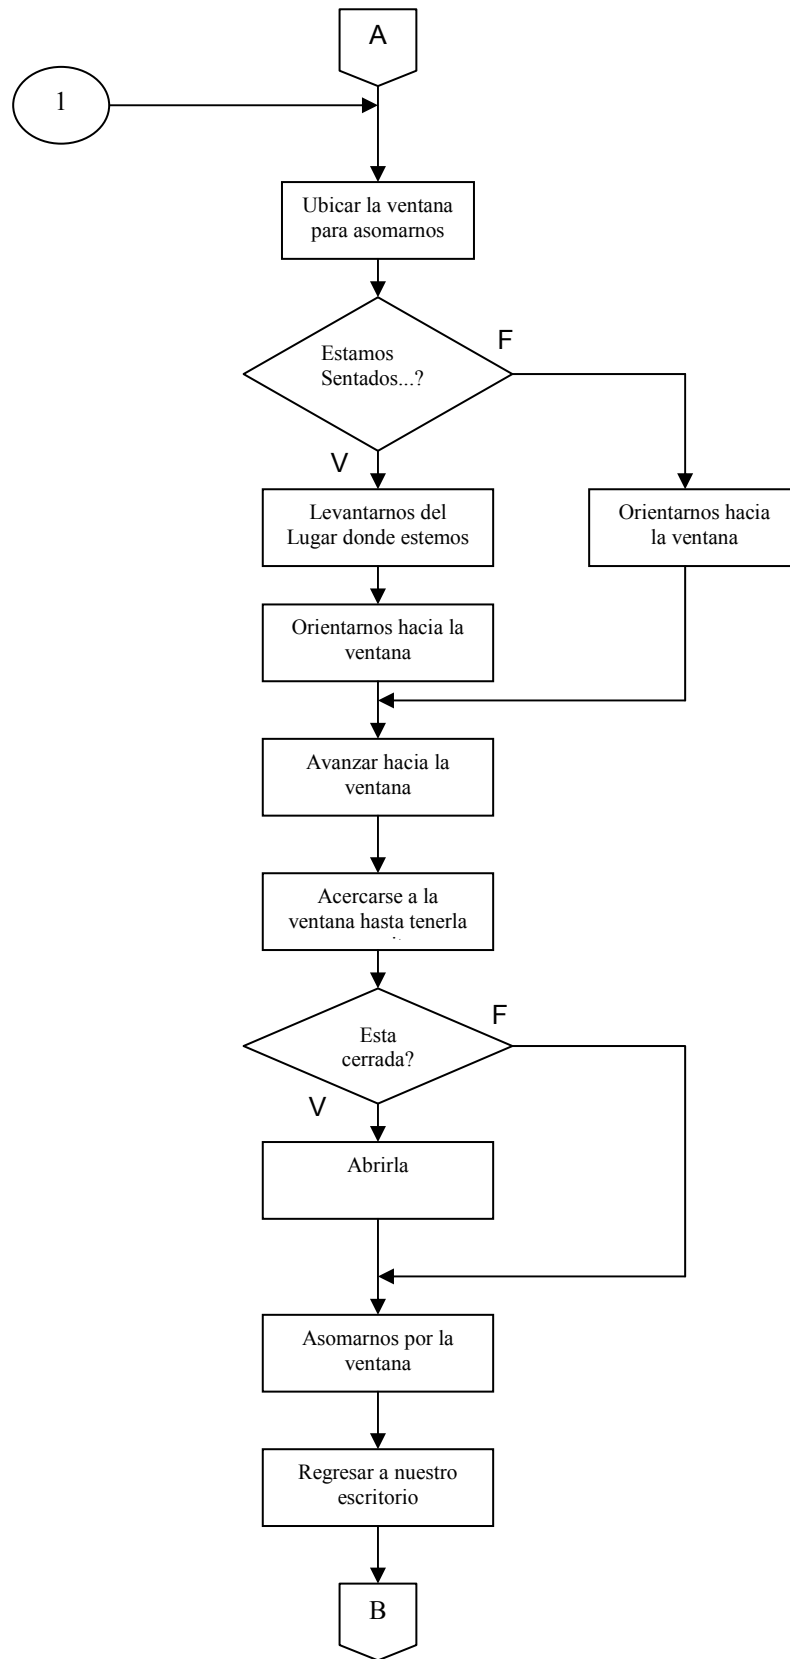 A
1
Ubicar la ventana
para asomarnos
Estamos
Sentados...?
F
V
Levantarnos del
Lugar donde estemos
Orientarnos hacia
la ventana
Orientarnos hacia la
ventana
Avanzar hacia la
ventana
Acercarse a la
ventana hasta tenerla
Esta
cerrada?
F
V
Abrirla
Asomarnos por la
ventana
Regresar a nuestro
escritorio
B